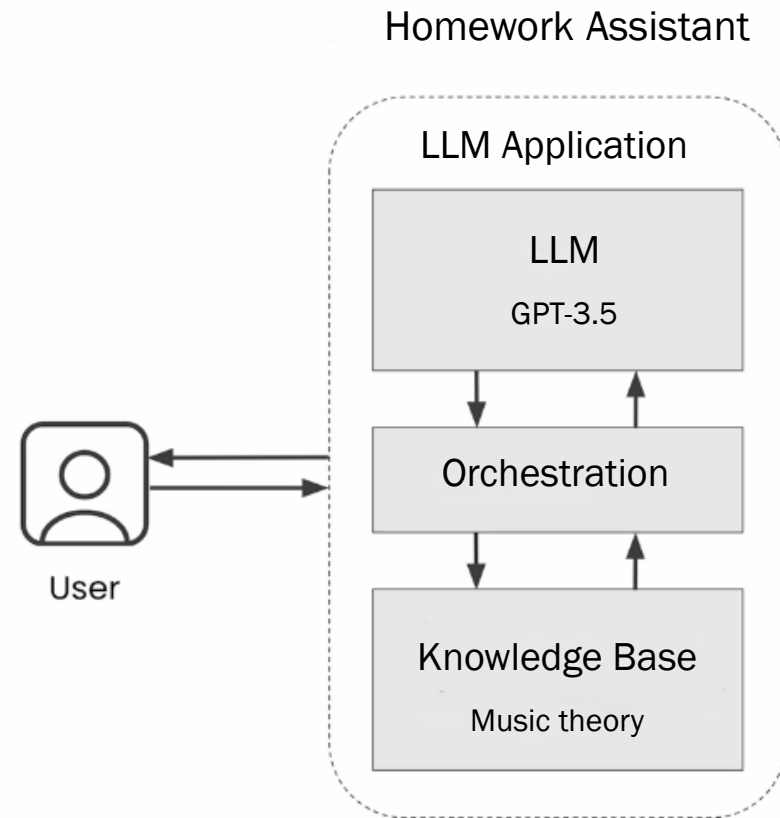 Homework Assistant
LLM Application
LLM
GPT-3.5
Orchestration
User
Knowledge Base
Music theory